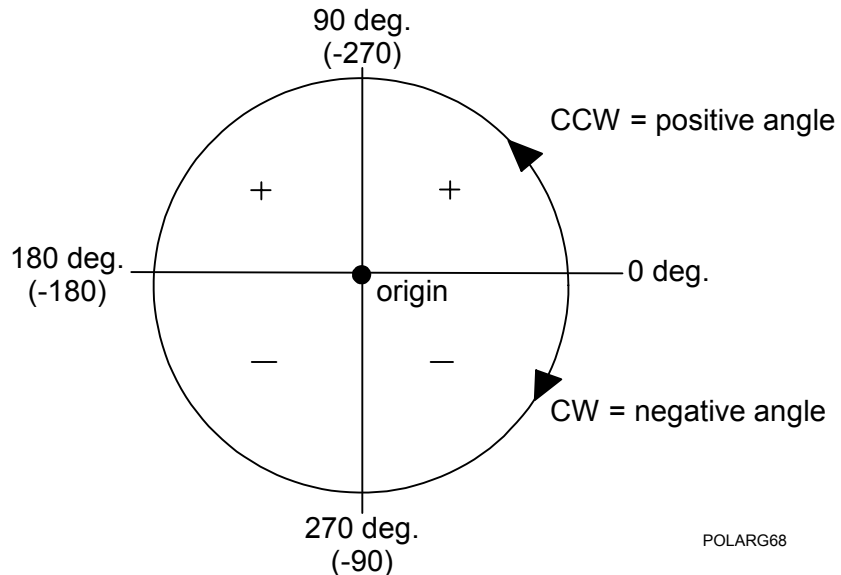 90 deg.
(-270)
CCW = positive angle
+ +
180 deg.
(-180)
0 deg.
origin
— —
CW = negative angle
270 deg.
(-90)
POLARG68